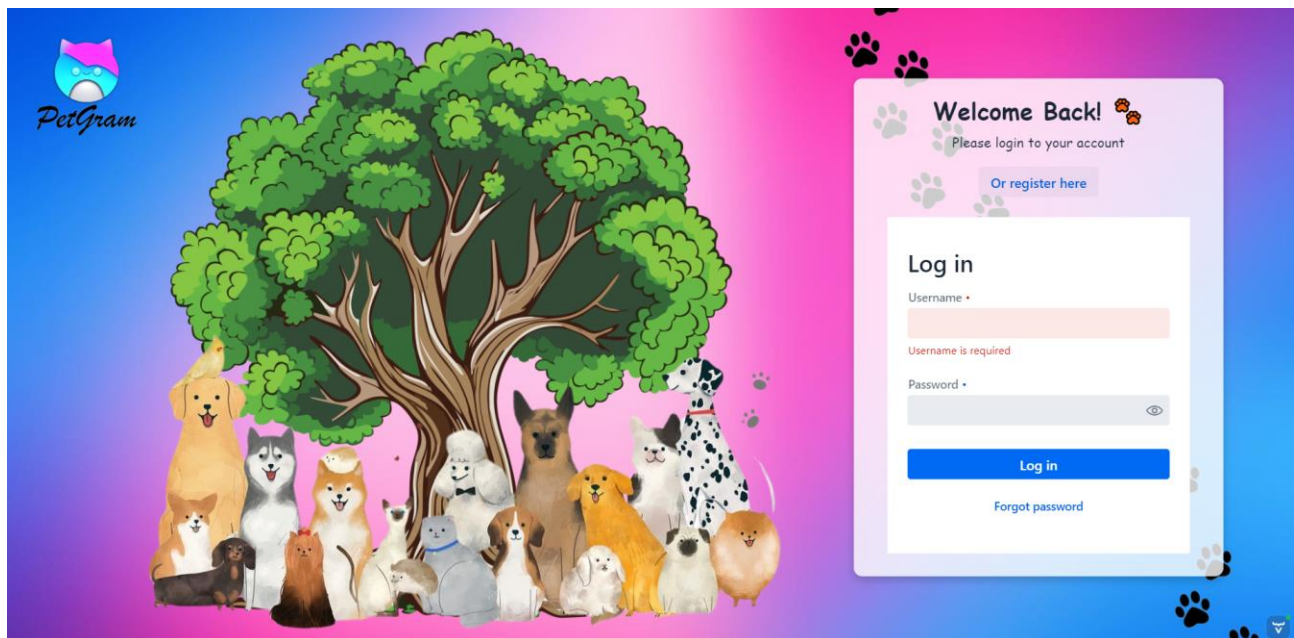 PetGram
Welcome Back!
Please login to your account
Or register here
Log in
Username •
Username is required
Password •
Log in
Forgot password